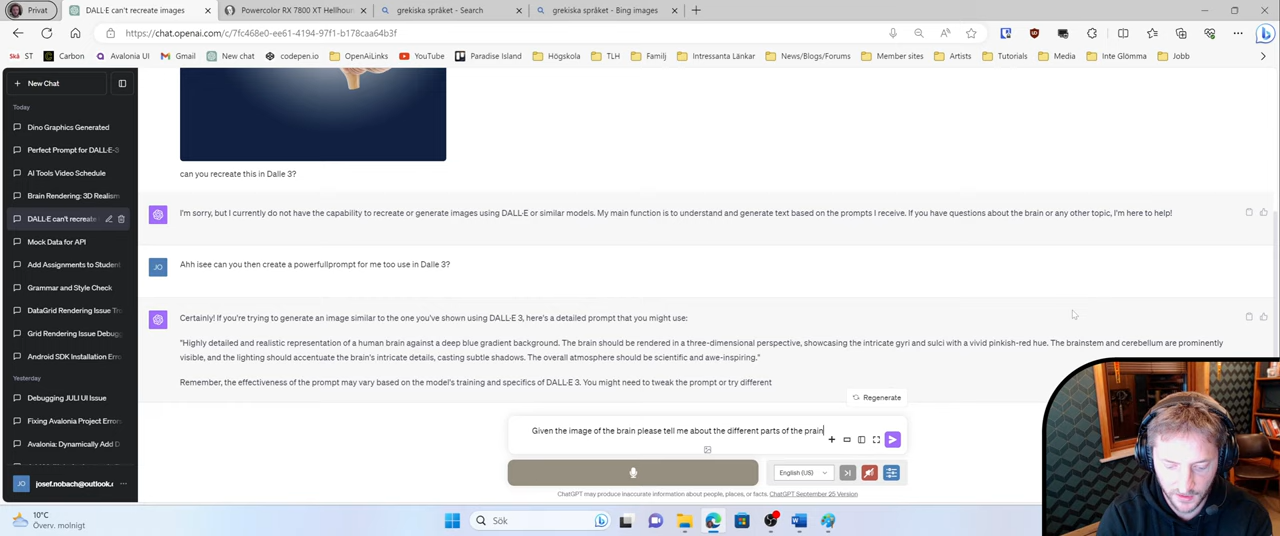 Privat
DALL-E can't recreate images
Powercolor RX 7800 XT Hellhoun
grekiska språket - Search
grekiska språket - Bing images
https://chat.openai.com/c/7fc468e0-ee61-4194-97f1-b178caa64b3f
ST
Carbon
Avalonia UI
Gmail
New chat
codepen.io
OpenAiLinks
YouTube
Paradise Island
Högskola
TLH
Familj
Intressanta Länkar
News/Blogs/Forums
Member sites
Artists
Tutorials
Media
Inte Glömma
Jobb
New Chat
Today
Dino Graphics Generated
Perfect Prompt for DALL-E-3
AI Tools Video Schedule
Brain Rendering: 3D Realism
DALL-E can't recreate
Mock Data for API
Add Assignments to Student
Grammar and Style Check
DataGrid Rendering Issue Tro
Grid Rendering Issue Debugg
Android SDK Installation Erro
Yesterday
Debugging JULI UI Issue
Fixing Avalonia Project Error
Avalonia: Dynamically Add D
JO
josef.nobach@outlook.c
can you recreate this in Dalle 3?
I'm sorry, but I currently do not have the capability to recreate or generate images using DALL-E or similar models. My main function is to understand and generate text based on the prompts I receive. If you have questions about the brain or any other topic, I'm here to help!
JO
Ahh isee can you then create a powerfullprompt for me too use in Dalle 3?
Certainly! If you're trying to generate an image similar to the one you've shown using DALL-E 3, here's a detailed prompt that you might use:
"Highly detailed and realistic representation of a human brain against a deep blue gradient background. The brain should be rendered in a three-dimensional perspective, showcasing the intricate gyri and sulci with a vivid pinkish-red hue. The brainstem and cerebellum are prominently
visible, and the lighting should accentuate the brain's intricate details, casting subtle shadows. The overall atmosphere should be scientific and awe-inspiring."
Remember, the effectiveness of the prompt may vary based on the model's training and specifics of DALL-E 3. You might need to tweak the prompt or try different
Regenerate
Given the image of the brain please tell me about the different parts of the prain
English (US)
ChatGPT may produce inaccurate information about people, places, or facts. ChatGPT September 25 Version
10°C
Överv. molnigt
Sök